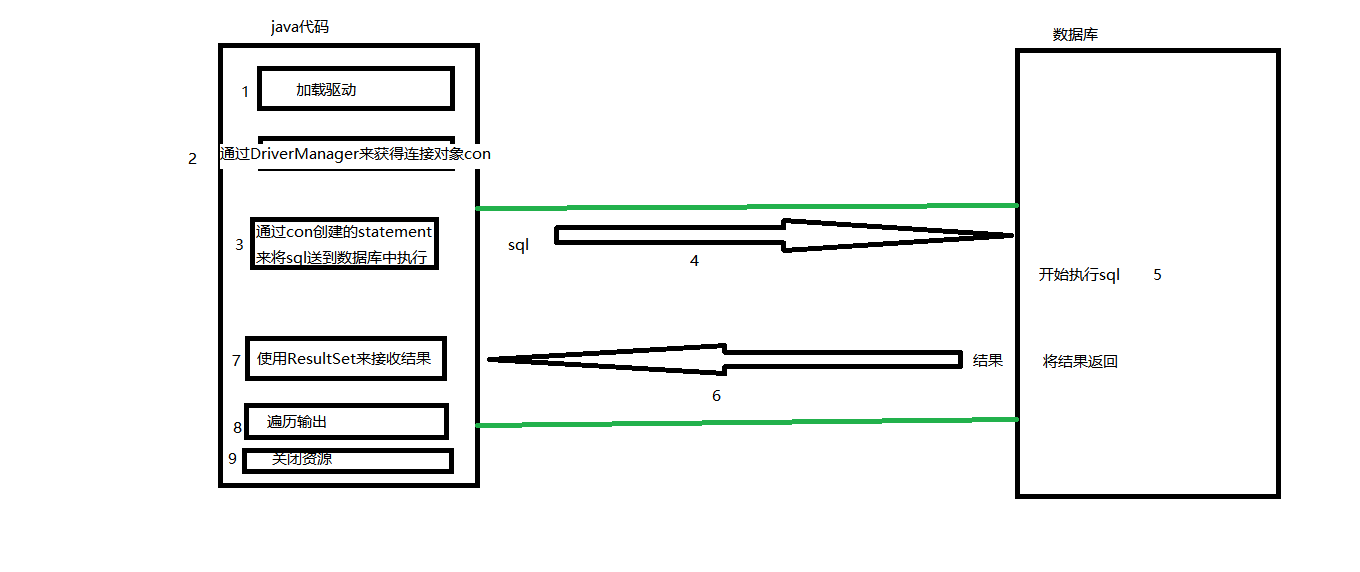 java代码
数据库
1
加载驱动
2
通过DriverManager来获得连接对象con
3
通过con创建的statement
来将sql送到数据库中执行
sql
4
开始执行sql
5
7
使用ResultSet来接收结果
结果
将结果返回
6
8
遍历输出
9
关闭资源